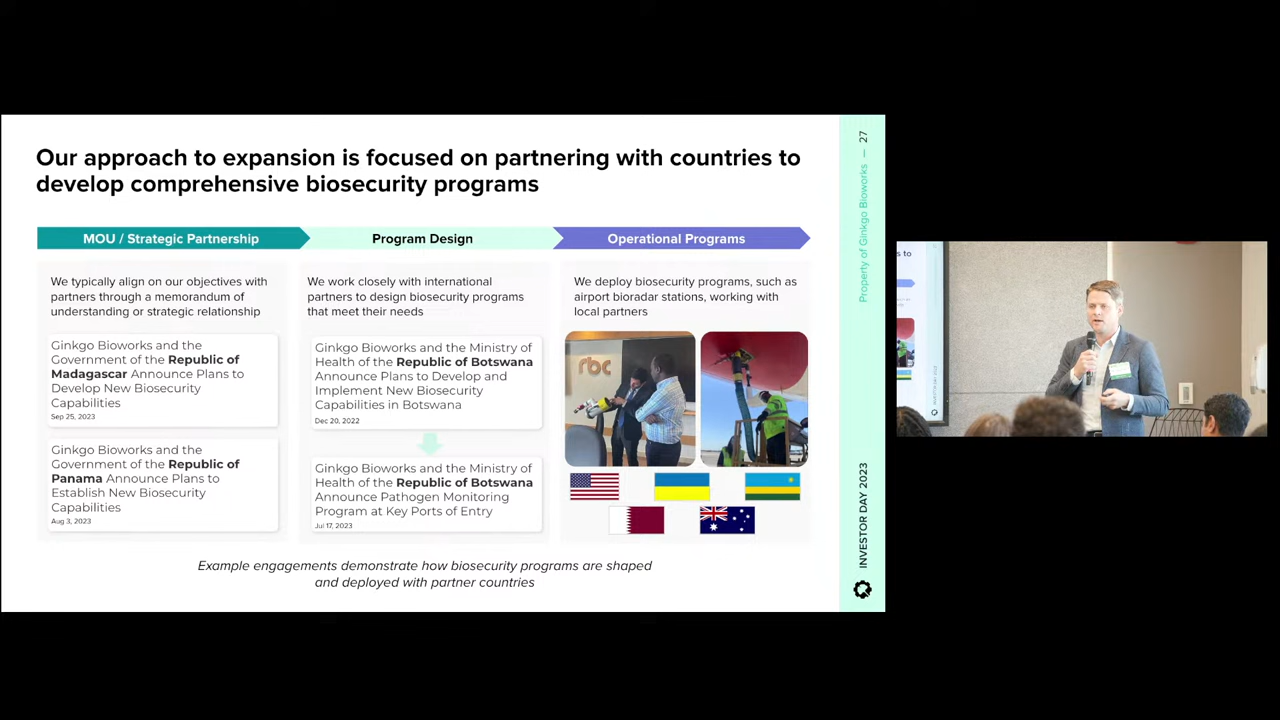 Our approach to expansion is focused on partnering with countries to
develop comprehensive biosecurity programs
MOU / Strategic Partnership
Program Design
Operational Programs
We typically align on our objectives with
partners through a memorandum of
understanding or strategic relationship
Ginkgo Bioworks and the
Government of the Republic of
Madagascar Announce Plans to
Develop New Biosecurity
Capabilities
Sep 25, 2023
Ginkgo Bioworks and the
Government of the Republic of
Panama Announce Plans to
Establish New Biosecurity
Capabilities
Aug 3, 2023
We work closely with international
partners to design biosecurity programs
that meet their needs
Ginkgo Bioworks and the Ministry of
Health of the Republic of Botswana
Announce Plans to Develop and
Implement New Biosecurity
Capabilities in Botswana
Dec 20, 2022
Ginkgo Bioworks and the Ministry of
Health of the Republic of Botswana
Announce Pathogen Monitoring
Program at Key Ports of Entry
Jul 17, 2023
We deploy biosecurity programs, such as
airport bioradar stations, working with
local partners
rbc
Example engagements demonstrate how biosecurity programs are shaped
and deployed with partner countries
Property of Ginkgo Bioworks — 27
INVESTOR DAY 2023
s to